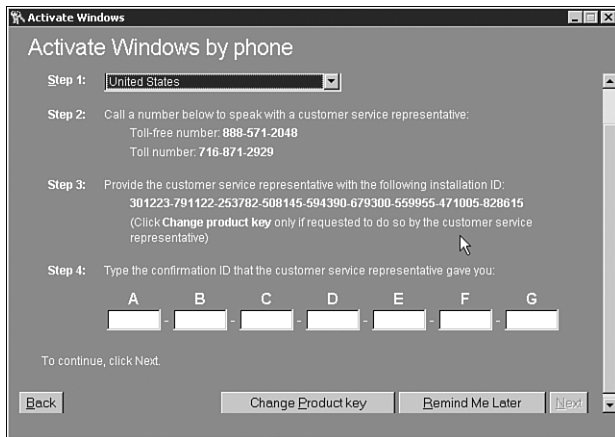 Activate Windows
Activate Windows by phone
Step 1: United States
Step 2: Call a number below to speak with a customer service representative:
Toll-free number: 888-571-2048
Toll number: 716-871-2929
Step 3: Provide the customer service representative with the following installation ID:
301223-791122-253782-508145-594390-679300-559955-471005-828615
(Click Change product key only if requested to do so by the customer service
representative)
Step 4: Type the confirmation ID that the customer service representative gave you:
A B C D E F G
- - - - - -
To continue, click Next.
Back Change Product key Remind Me Later Next